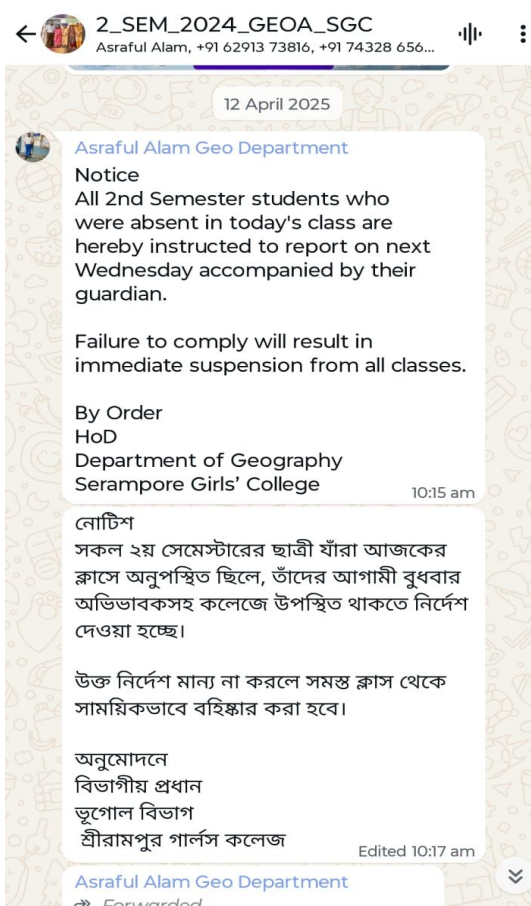 2_SEM_2024_GEOA_SGC
Asraful Alam, +91 62913 73816, +91 74328 656...
12 April 2025
Asraful Alam Geo Department
Notice
All 2nd Semester students who
were absent in today's class are
hereby instructed to report on next
Wednesday accompanied by their
guardian.
Failure to comply will result in
immediate suspension from all classes.
By Order
HoD
Department of Geography
Serampore Girls’ College
10:15 am
নোটিশ
সকল ২য় সেমেস্টারের ছাত্রী যাঁরা আজকের
ক্লাসে অনুপস্থিত ছিলে, তাঁদের আগামী বুধবার
অভিভাবকসহ কলেজে উপস্থিত থাকতে নির্দেশ
দেওয়া হচ্ছে।
উক্ত নির্দেশ মান্য না করলে সমস্ত ক্লাস থেকে
সাময়িকভাবে বহিষ্কার করা হবে।
অনুমোদনে
বিভাগীয় প্রধান
ভূগোল বিভাগ
শ্রীরামপুর গার্লস কলেজ
Edited 10:17 am
Asraful Alam Geo Department
Forwarded